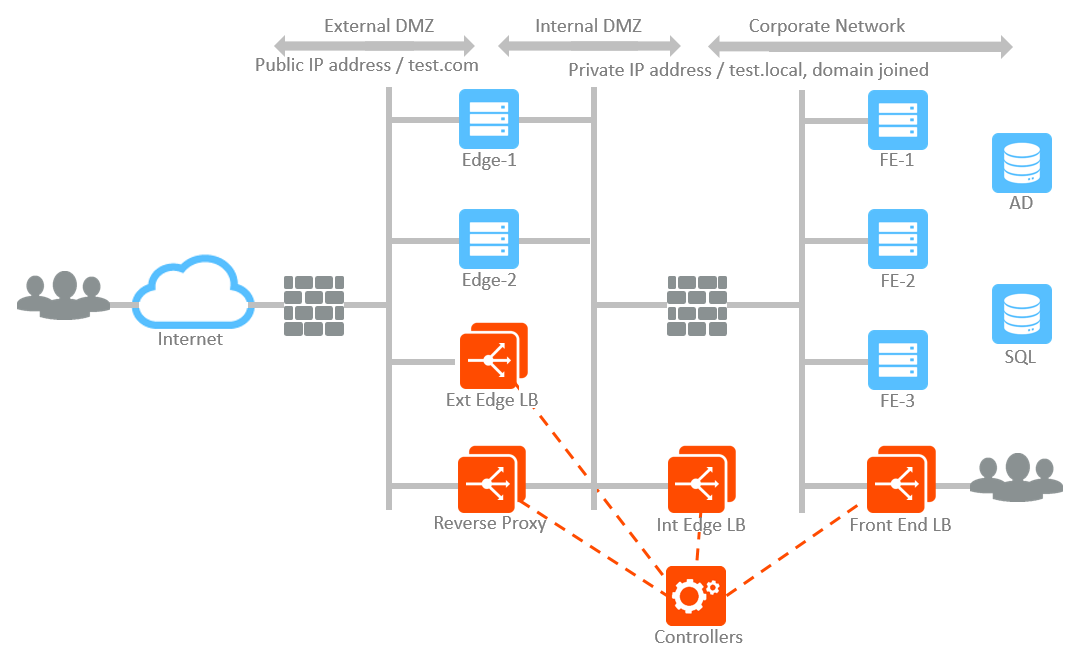 External DMZ
Internal DMZ
Corporate Network
Public IP address / test.com
Private IP address / test.local, domain joined
Edge-1
FE-1
AD
Edge-2
FE-2
Internet
SQL
Ext Edge LB
FE-3
Reverse Proxy
Int Edge LB
Front End LB
Controllers